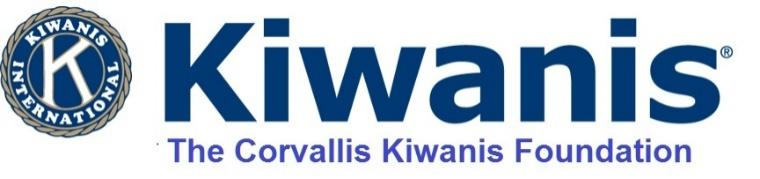 KIWANIS
K
INTERNATIONAL
Kiwanis®
The Corvallis Kiwanis Foundation